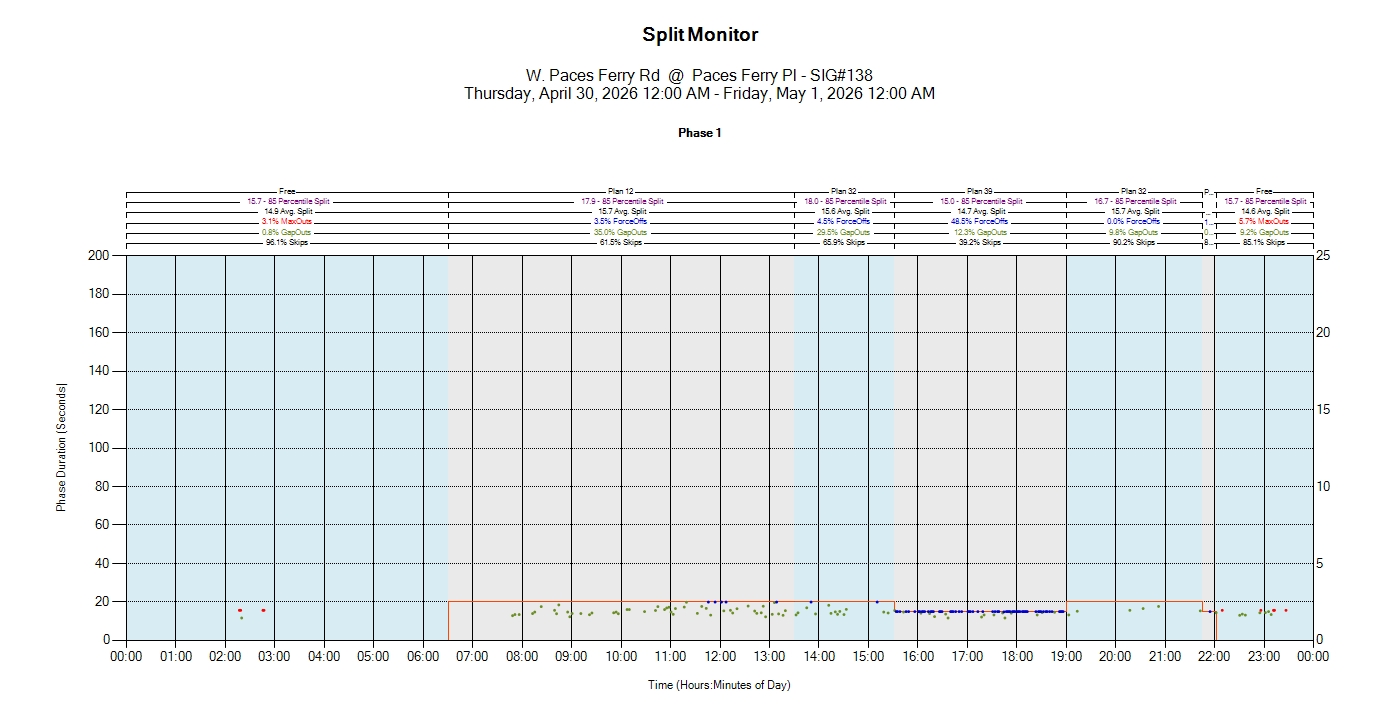 Split Monitor
W. Paces Ferry Rd @ Paces Ferry Pl - SIG#138
Thursday, April 30, 2026 12:00 AM - Friday, May 1, 2026 12:00 AM
Phase 1
Free Plan 12 Plan 32 Plan 39 Plan 32 P... Free
15.7 - 85 Percentile Split 17.9 - 85 Percentile Split 18.0 - 85 Percentile Split 15.0 - 85 Percentile Split 16.7 - 85 Percentile Split 15.7 - 85 Percentile Split
14.9 Avg. Split 15.7 Avg. Split 15.6 Avg. Split 14.7 Avg. Split 15.7 Avg. Split 14.6 Avg. Split
3.1% MaxOuts 3.5% ForceOffs 4.5% ForceOffs 48.5% ForceOffs 0.0% ForceOffs 1... 5.7% MaxOuts
0.8% GapOuts 35.0% GapOuts 29.5% GapOuts 12.3% GapOuts 9.8% GapOuts 0... 9.2% GapOuts
96.1% Skips 61.5% Skips 65.9% Skips 39.2% Skips 90.2% Skips 8... 85.1% Skips
200 25
180
160 20
140
120 15
100
80 10
60
40 5
20
0 0
Phase Duration (Seconds)
00:00 01:00 02:00 03:00 04:00 05:00 06:00 07:00 08:00 09:00 10:00 11:00 12:00 13:00 14:00 15:00 16:00 17:00 18:00 19:00 20:00 21:00 22:00 23:00 00:00
Time (Hours:Minutes of Day)